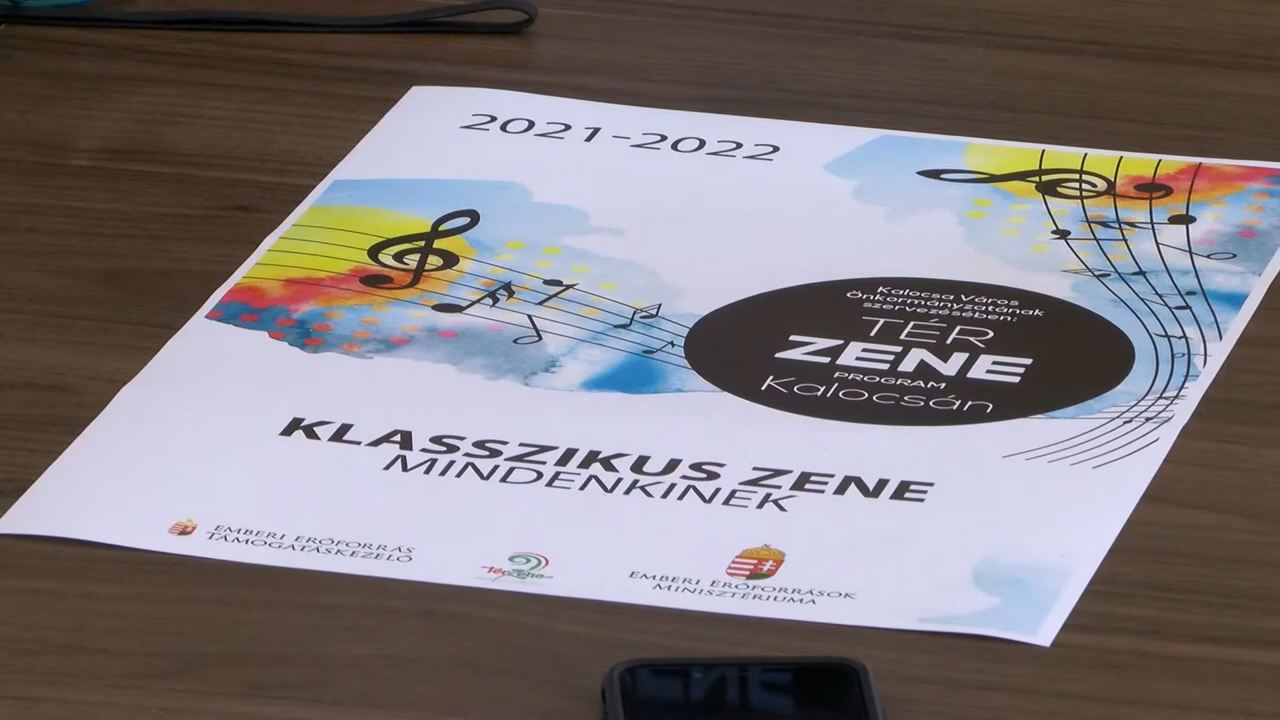 2021-2022
Kalocsa Város
Önkormányzatának
szervezésében:
TÉR
ZENE
PROGRAM
Kalocsán
KLASSZIKUS ZENE
MINDENKINEK
EMBERI ERŐFORRÁS
TÁMOGATÁSKEZELŐ
térzene
EMBERI ERŐFORRÁSOK
MINISZTÉRIUMA